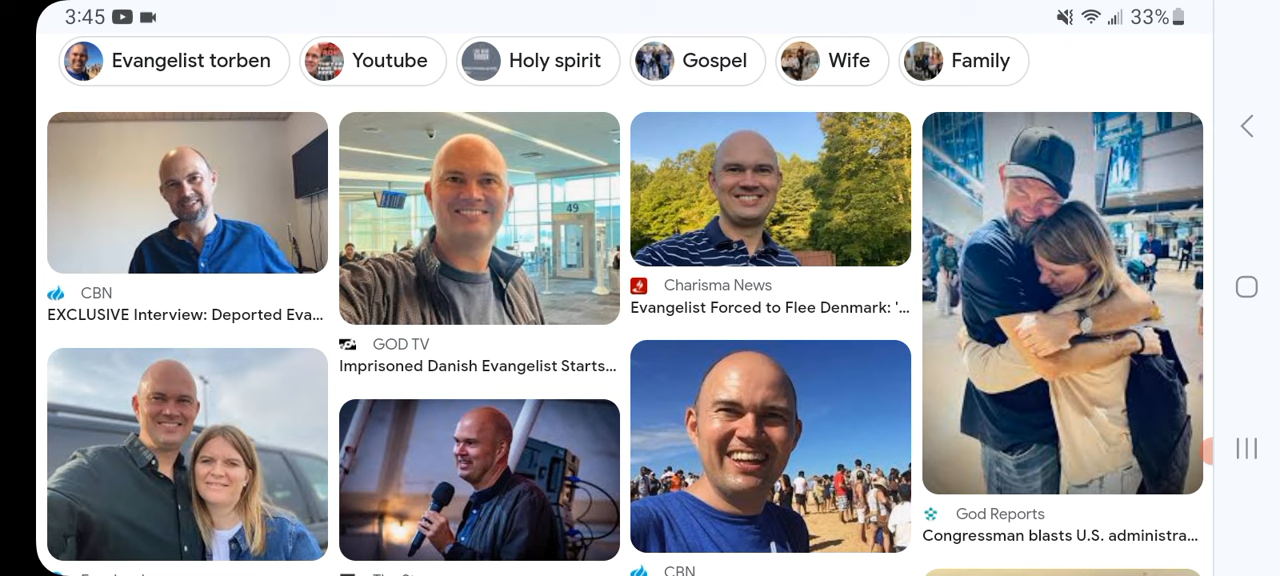 3:45
33%
Evangelist torben
Youtube
Holy spirit
Gospel
Wife
Family
49
CBN
EXCLUSIVE Interview: Deported Eva...
GOD TV
Imprisoned Danish Evangelist Starts...
Charisma News
Evangelist Forced to Flee Denmark: '...
God Reports
Congressman blasts U.S. administra...
CBN